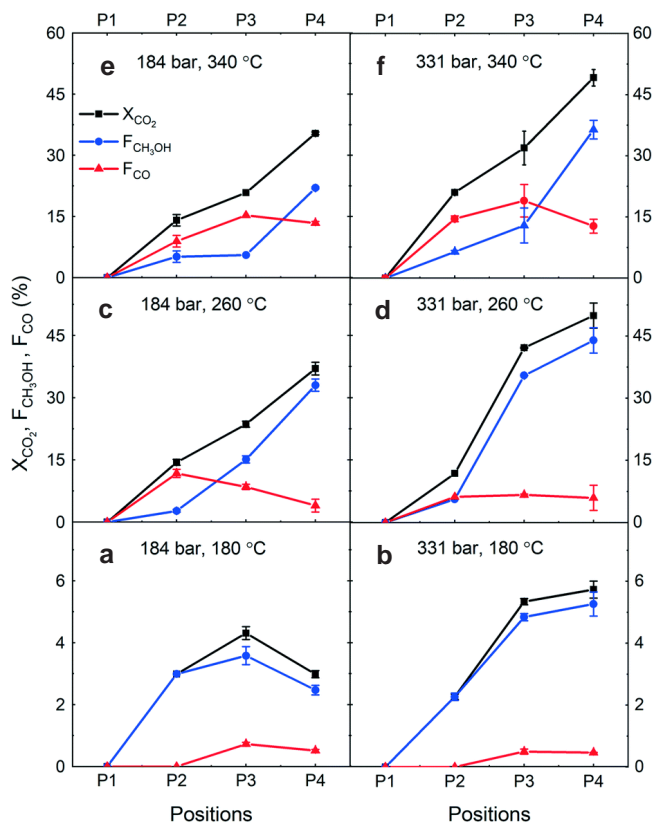 P1 P2 P3 P4 P1 P2 P3 P4
60 60
e 184 bar, 340 °C f 331 bar, 340 °C
X_CO₂
45 45
F_CH₃OH
F_CO
30 30
15 15
0 0
c 184 bar, 260 °C d 331 bar, 260 °C
45 45
30 30
15 15
0 0
a 184 bar, 180 °C b 331 bar, 180 °C
6 6
4 4
2 2
0 0
P1 P2 P3 P4 P1 P2 P3 P4
Positions Positions
X_CO₂, F_CH₃OH, F_CO (%)